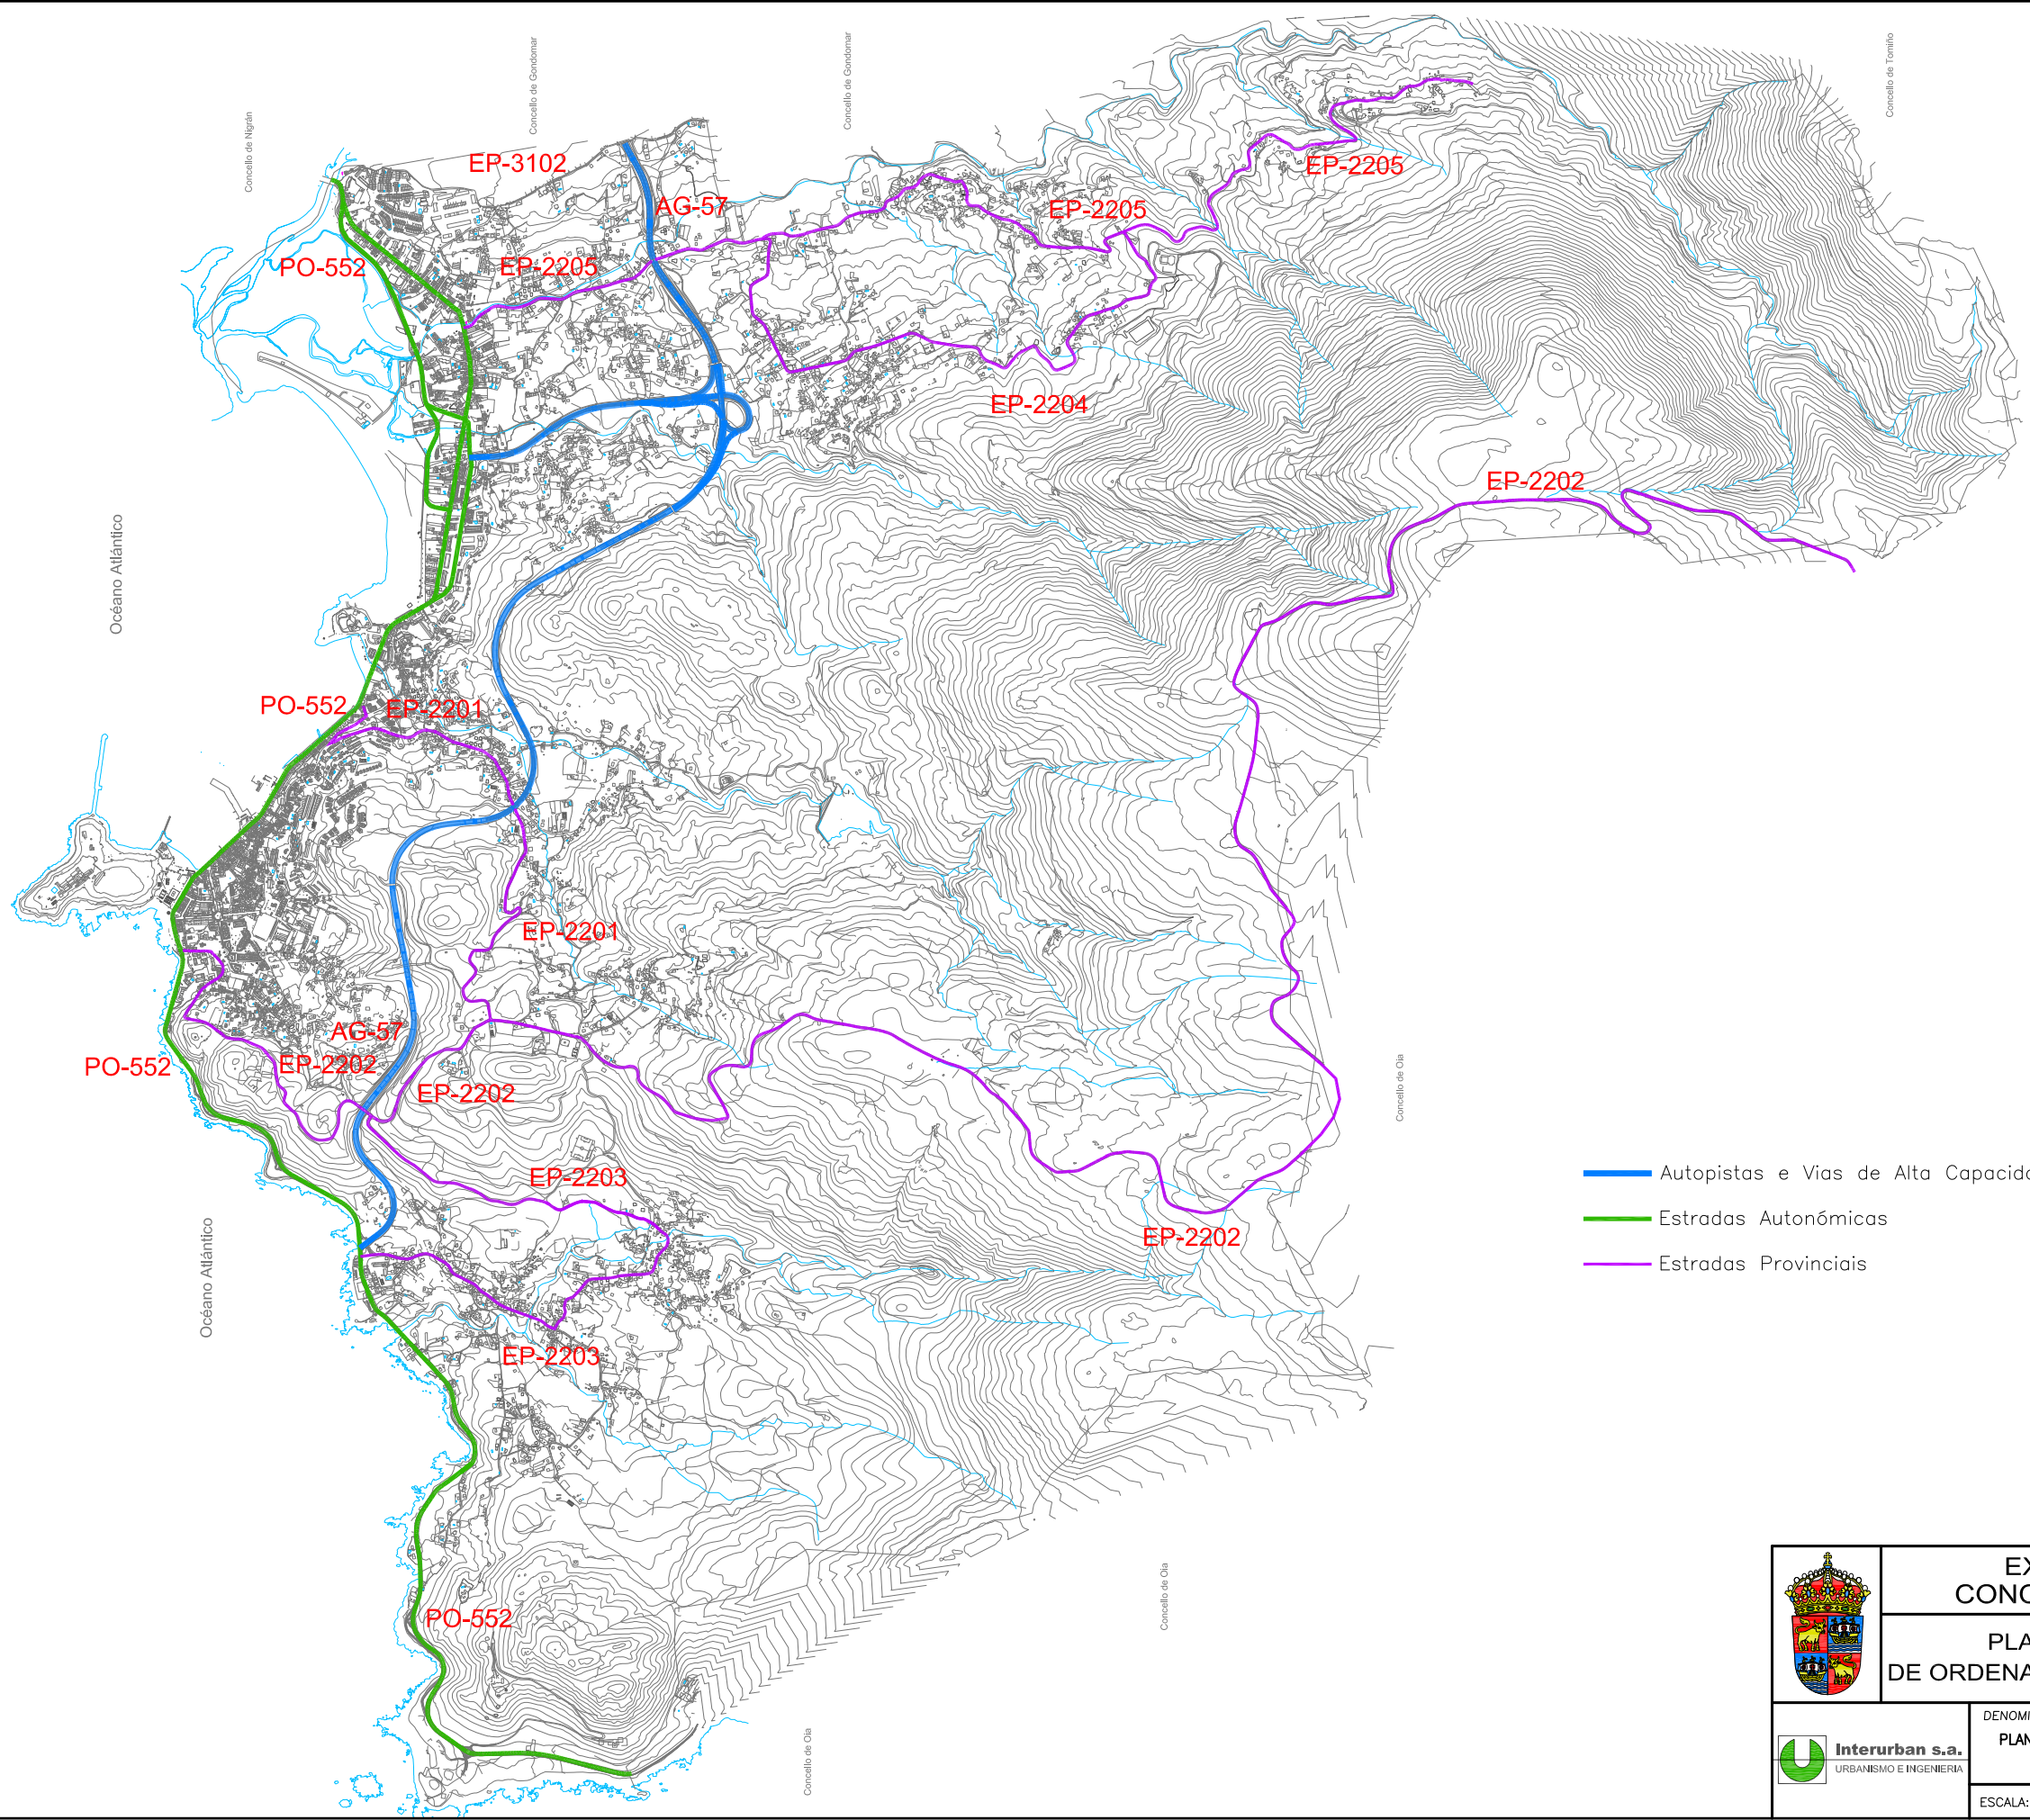 Concello de Nigrán
Concello de Gondomar
Concello de Gondomar
Concello de Tomiño
EP-3102
AG-57
EP-2205
EP-2205
PO-552
EP-2205
EP-2204
EP-2202
Océano Atlántico
PO-552
EP-2201
EP-2201
AG-57
PO-552
EP-2202
EP-2202
Concello de Oia
EP-2203
EP-2202
Océano Atlántico
EP-2203
Autopistas e Vias de Alta Capacida
Estradas Autonómicas
Estradas Provinciais
PO-552
Concello de Oia
Concello de Oia
EX
CONC
PLA
DE ORDENA
DENOMI
PLAN
Interurban s.a.
URBANISMO E INGENIERIA
ESCALA: